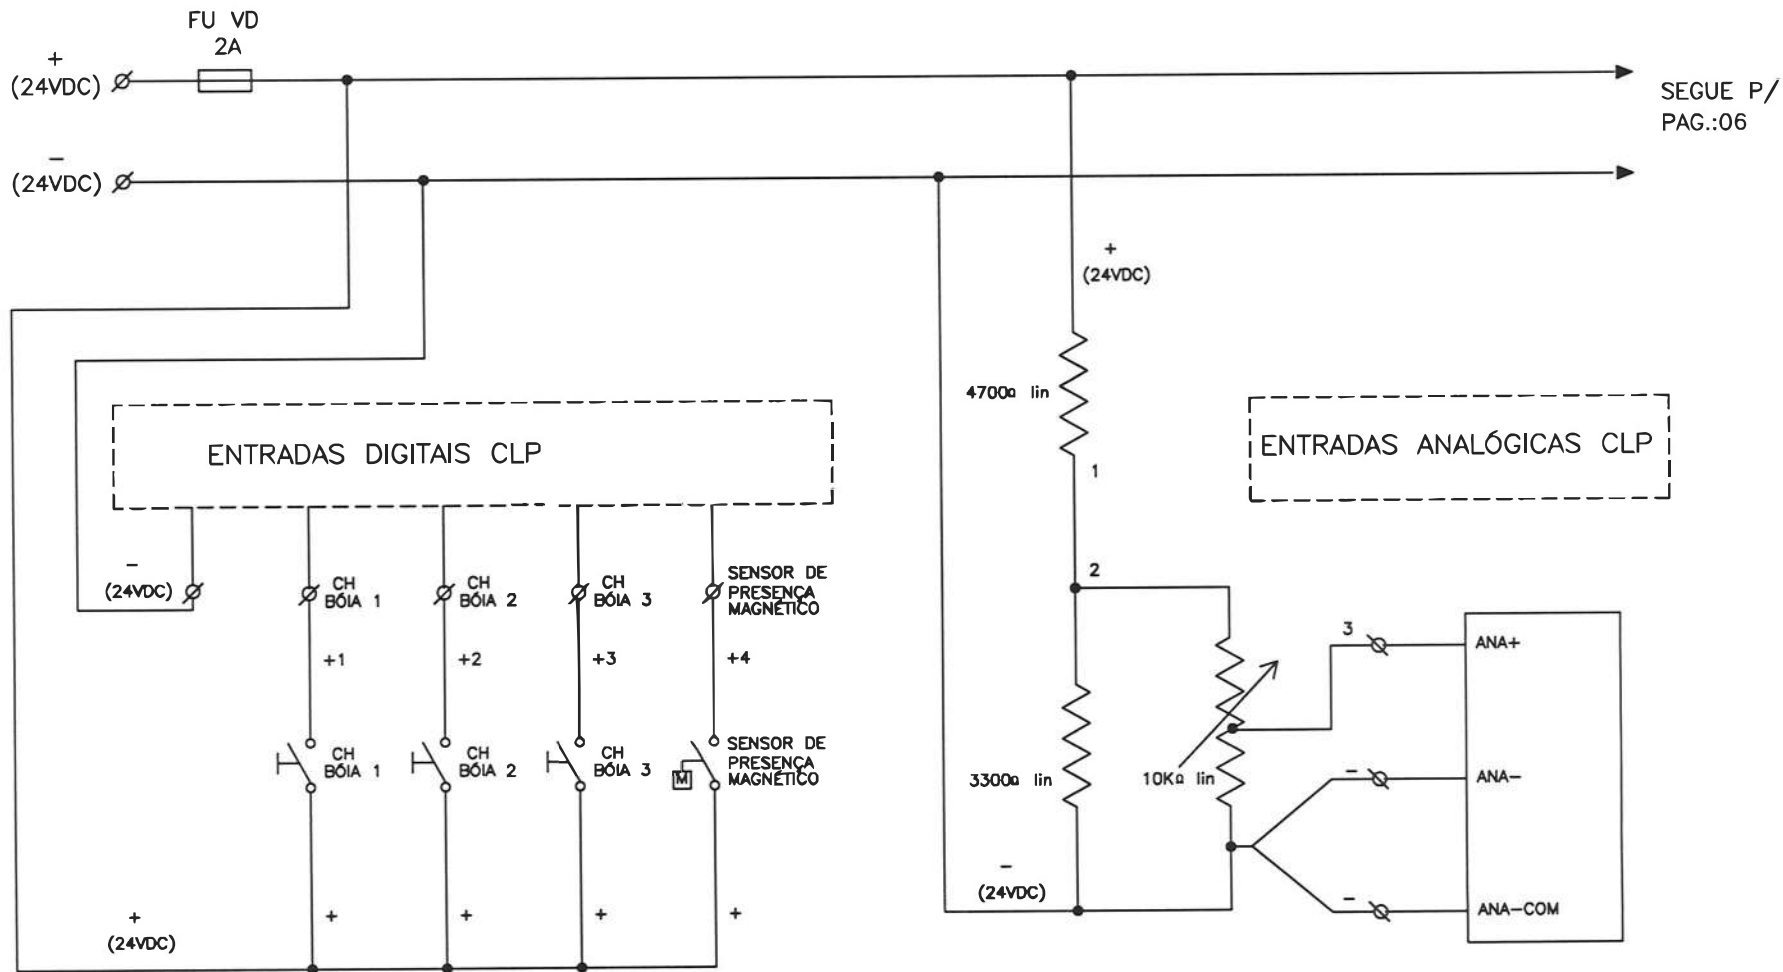 FU VD
2A
+
(24VDC)
SEGUE P/
PAG.:06
−
(24VDC)
+
(24VDC)
4700Ω lin
1
ENTRADAS DIGITAIS CLP
ENTRADAS ANALÓGICAS CLP
−
(24VDC)
CH
BÓIA 1
CH
BÓIA 2
CH
BÓIA 3
SENSOR DE
PRESENÇA
MAGNÉTICO
2
+1
+2
+3
+4
3
ANA+
CH
BÓIA 1
CH
BÓIA 2
CH
BÓIA 3
M
SENSOR DE
PRESENÇA
MAGNÉTICO
3300Ω lin
10KΩ lin
−
ANA−
−
(24VDC)
−
ANA−COM
+
(24VDC)
+
+
+
+